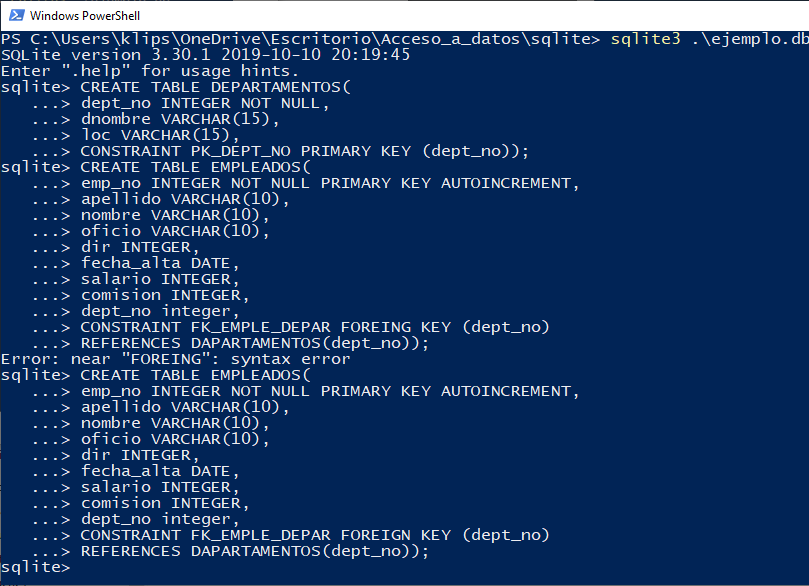 Windows PowerShell
PS C:\Users\klips\OneDrive\Escritorio\Acceso_a_datos\sqlite> sqlite3 .\ejemplo.db
SQLite version 3.30.1 2019-10-10 20:19:45
Enter ".help" for usage hints.
sqlite> CREATE TABLE DEPARTAMENTOS(
...> dept_no INTEGER NOT NULL,
...> dnombre VARCHAR(15),
...> loc VARCHAR(15),
...> CONSTRAINT PK_DEPT_NO PRIMARY KEY (dept_no));
sqlite> CREATE TABLE EMPLEADOS(
...> emp_no INTEGER NOT NULL PRIMARY KEY AUTOINCREMENT,
...> apellido VARCHAR(10),
...> nombre VARCHAR(10),
...> oficio VARCHAR(10),
...> dir INTEGER,
...> fecha_alta DATE,
...> salario INTEGER,
...> comision INTEGER,
...> dept_no integer,
...> CONSTRAINT FK_EMPLE_DEPAR FOREING KEY (dept_no)
...> REFERENCES DAPARTAMENTOS(dept_no));
Error: near "FOREING": syntax error
sqlite> CREATE TABLE EMPLEADOS(
...> emp_no INTEGER NOT NULL PRIMARY KEY AUTOINCREMENT,
...> apellido VARCHAR(10),
...> nombre VARCHAR(10),
...> oficio VARCHAR(10),
...> dir INTEGER,
...> fecha_alta DATE,
...> salario INTEGER,
...> comision INTEGER,
...> dept_no integer,
...> CONSTRAINT FK_EMPLE_DEPAR FOREIGN KEY (dept_no)
...> REFERENCES DAPARTAMENTOS(dept_no));
sqlite>